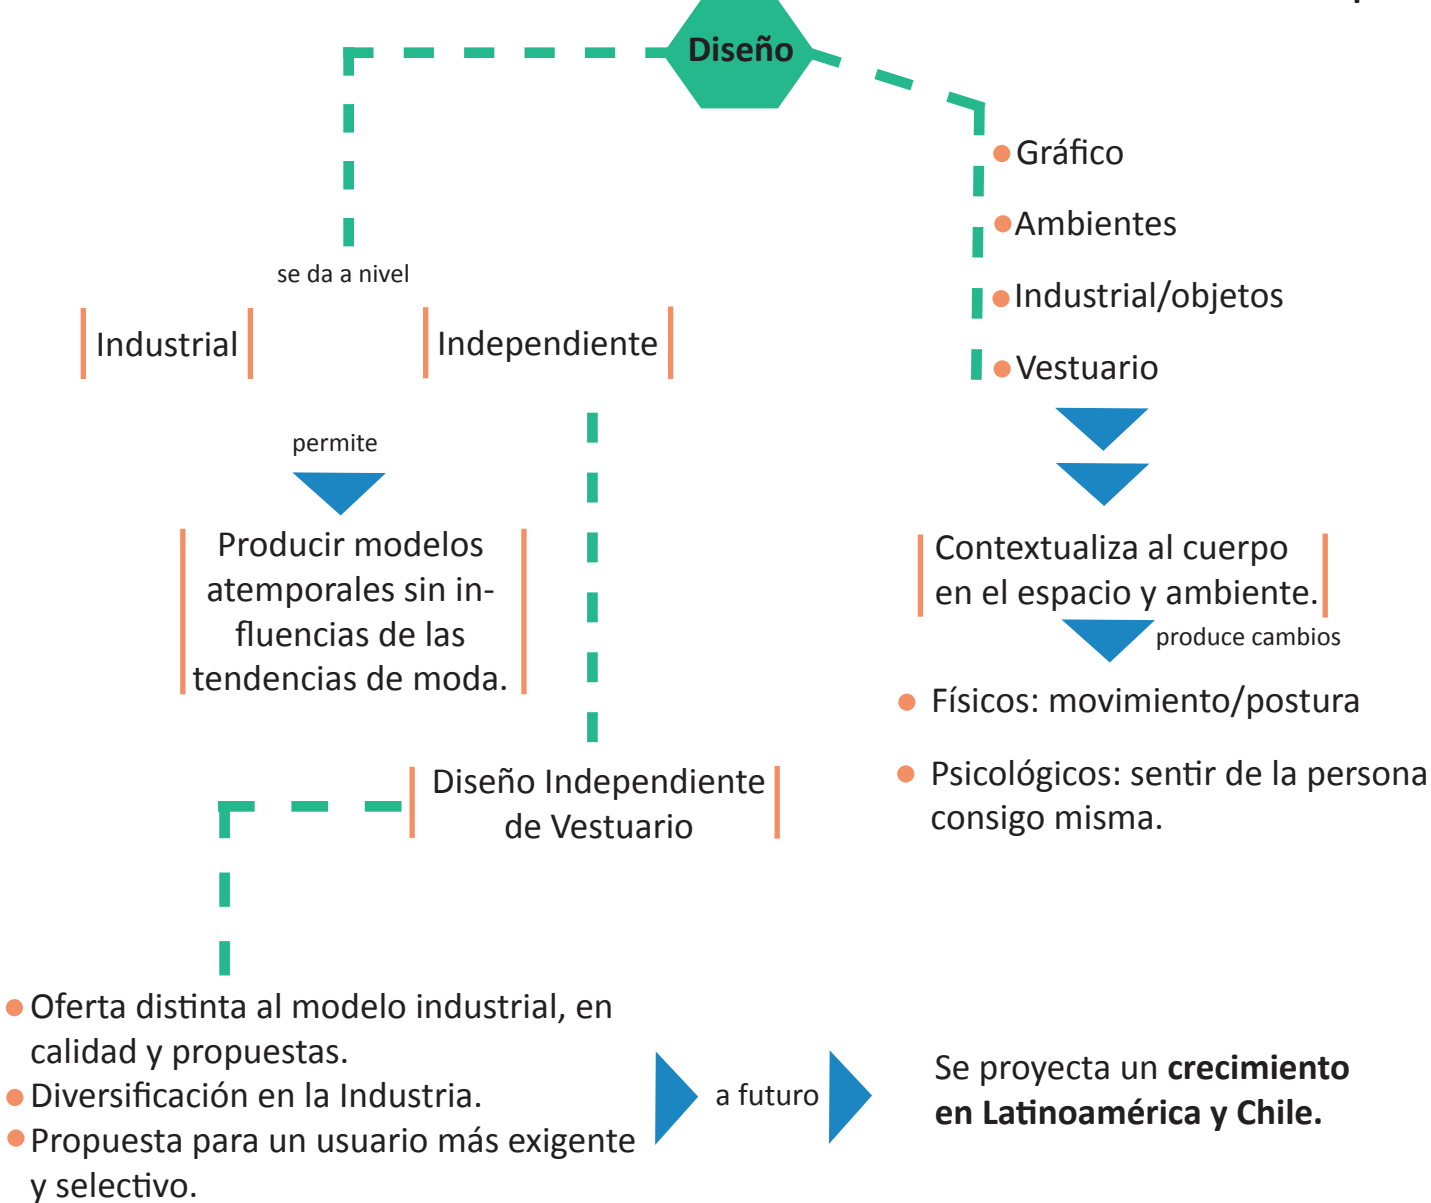 Diseño
Gráfico
Ambientes
Industrial/objetos
Vestuario
se da a nivel
Industrial
Independiente
permite
Producir modelos
atemporales sin in-
fluencias de las
tendencias de moda.
Contextualiza al cuerpo
en el espacio y ambiente.
produce cambios
Físicos: movimiento/postura
Psicológicos: sentir de la persona
consigo misma.
Diseño Independiente
de Vestuario
Oferta distinta al modelo industrial, en
calidad y propuestas.
Diversificación en la Industria.
Propuesta para un usuario más exigente
y selectivo.
a futuro
Se proyecta un crecimiento
en Latinoamérica y Chile.